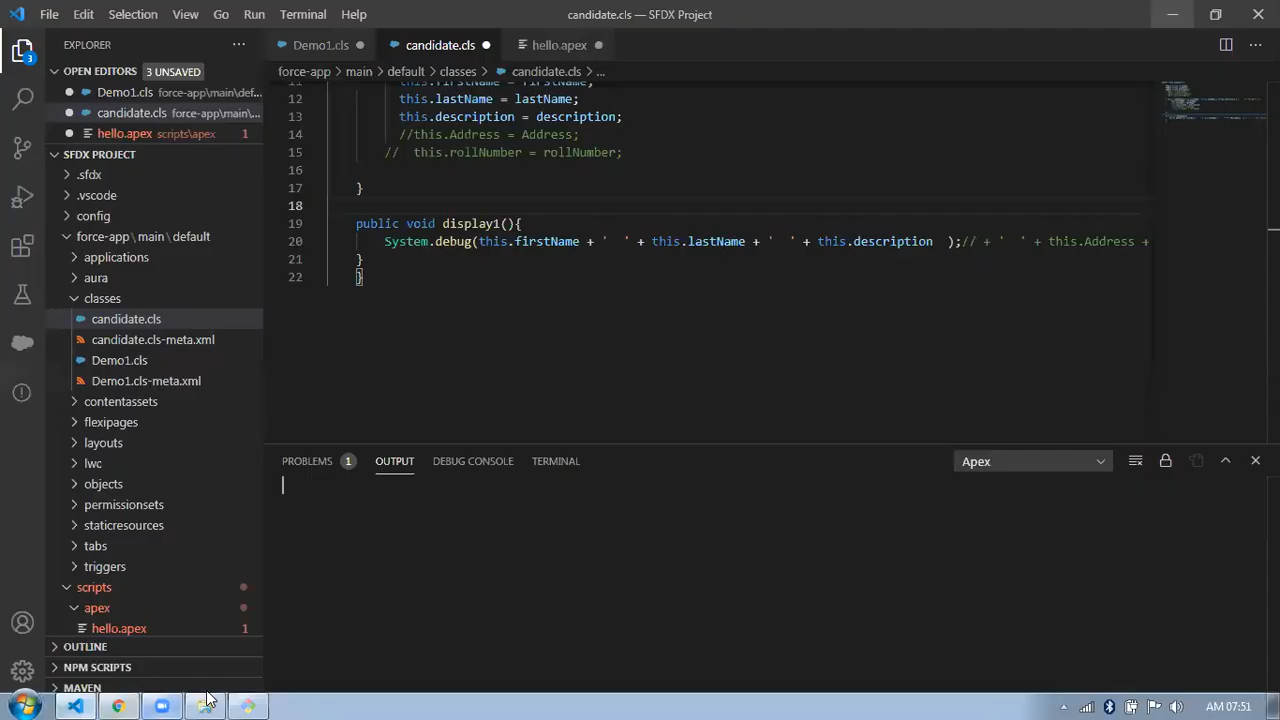 File Edit Selection View Go Run Terminal Help candidate.cls — SFDX Project
EXPLORER
Demo1.cls candidate.cls hello.apex
OPEN EDITORS 3 UNSAVED
Demo1.cls force-app\main\def...
candidate.cls force-app\main\...
hello.apex scripts\apex 1
SFDX PROJECT
.sfdx
.vscode
config
force-app\main\default
applications
aura
classes
candidate.cls
candidate.cls-meta.xml
Demo1.cls
Demo1.cls-meta.xml
contentassets
flexipages
layouts
lwc
objects
permissionsets
staticresources
tabs
triggers
scripts
apex
hello.apex 1
OUTLINE
NPM SCRIPTS
MAVEN
3
force-app > main > default > classes > candidate.cls > ...
11 this.firstName = firstName;
12 this.lastName = lastName;
13 this.description = description;
14 //this.Address = Address;
15 // this.rollNumber = rollNumber;
16
17 }
18
19 public void display1(){
20 System.debug(this.firstName + ' ' + this.lastName + ' ' + this.description );// + ' ' + this.Address +
21 }
22 }
PROBLEMS 1 OUTPUT DEBUG CONSOLE TERMINAL Apex
AM 07:51